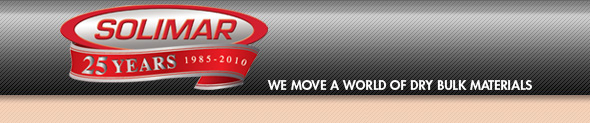 SOLIMAR
25 YEARS 1985-2010
WE MOVE A WORLD OF DRY BULK MATERIALS